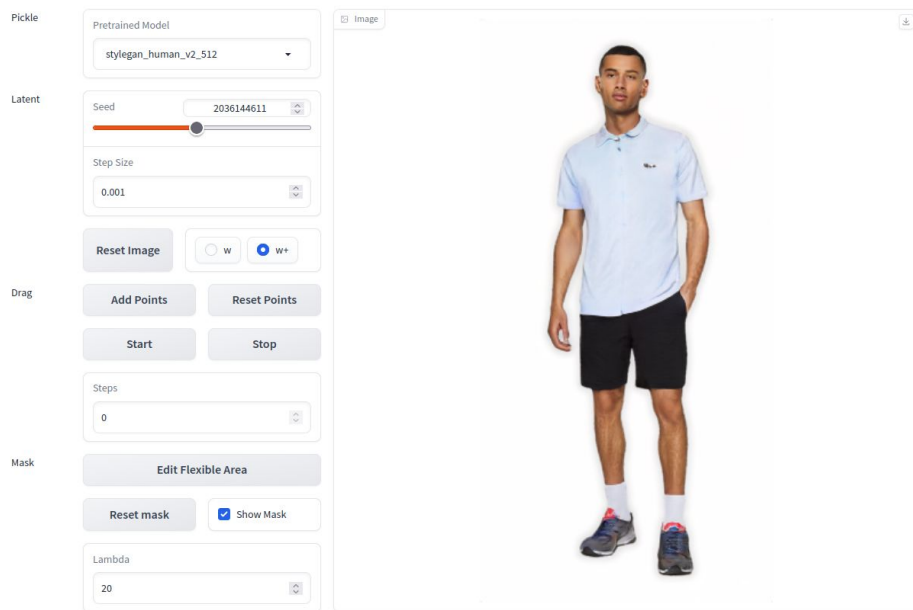 Pickle
Pretrained Model
stylegan_human_v2_512
Latent
Seed
2036144611
Step Size
0.001
Reset Image
w
w+
Drag
Add Points
Reset Points
Start
Stop
Steps
0
Mask
Edit Flexible Area
Reset mask
Show Mask
Lambda
20
Image